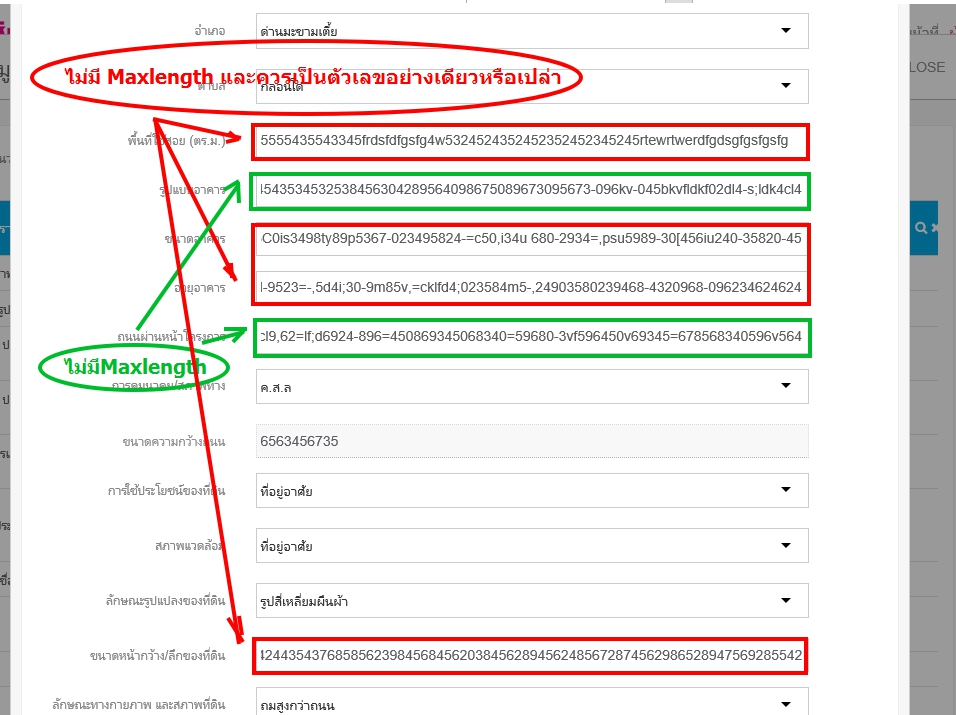 อำเภอ ด่านมะขามเตี้ย
ไม่มี Maxlength และควรเป็นตัวเลขอย่างเดียวหรือเปล่า
ตำบล กลอนโด
พื้นที่ใช้สอย (ตร.ม.) 5555435543345frdsfdfgsfg4w5324524352452352452345245rtewrtwerdfgdsgfgsfgsfg
LOSE
รูปแบบอาคาร 4543534532538456304289564098675089673095673-096kv-045bkvfldkf02dl4-s;ldk4cl4
ขนาดอาคาร C0is3498ty89p5367-023495824-=c50,i34u 680-2934=,psu5989-30[456iu240-35820-45
อายุอาคาร l-9523=-,5d4i;30-9m85v,=cklfd4;023584m5-,24903580239468-4320968-096234624624
ถนนผ่านหน้าโครงการ cl9,62=lf;d6924-896=450869345068340=59680-3vf596450v69345=678568340596v564
ไม่มีMaxlength
การคมนาคม/สภาพทาง ค.ส.ล
ขนาดความกว้างถนน 6563456735
การใช้ประโยชน์ของที่ดิน ที่อยู่อาศัย
สภาพแวดล้อม ที่อยู่อาศัย
ลักษณะรูปแปลงของที่ดิน รูปสี่เหลี่ยมผืนผ้า
ขนาดหน้ากว้าง/ลึกของที่ดิน 4244354376858562398456845620384562894562485672874562986528947569285542
ลักษณะทางกายภาพ และสภาพที่ดิน ถมสูงกว่าถนน